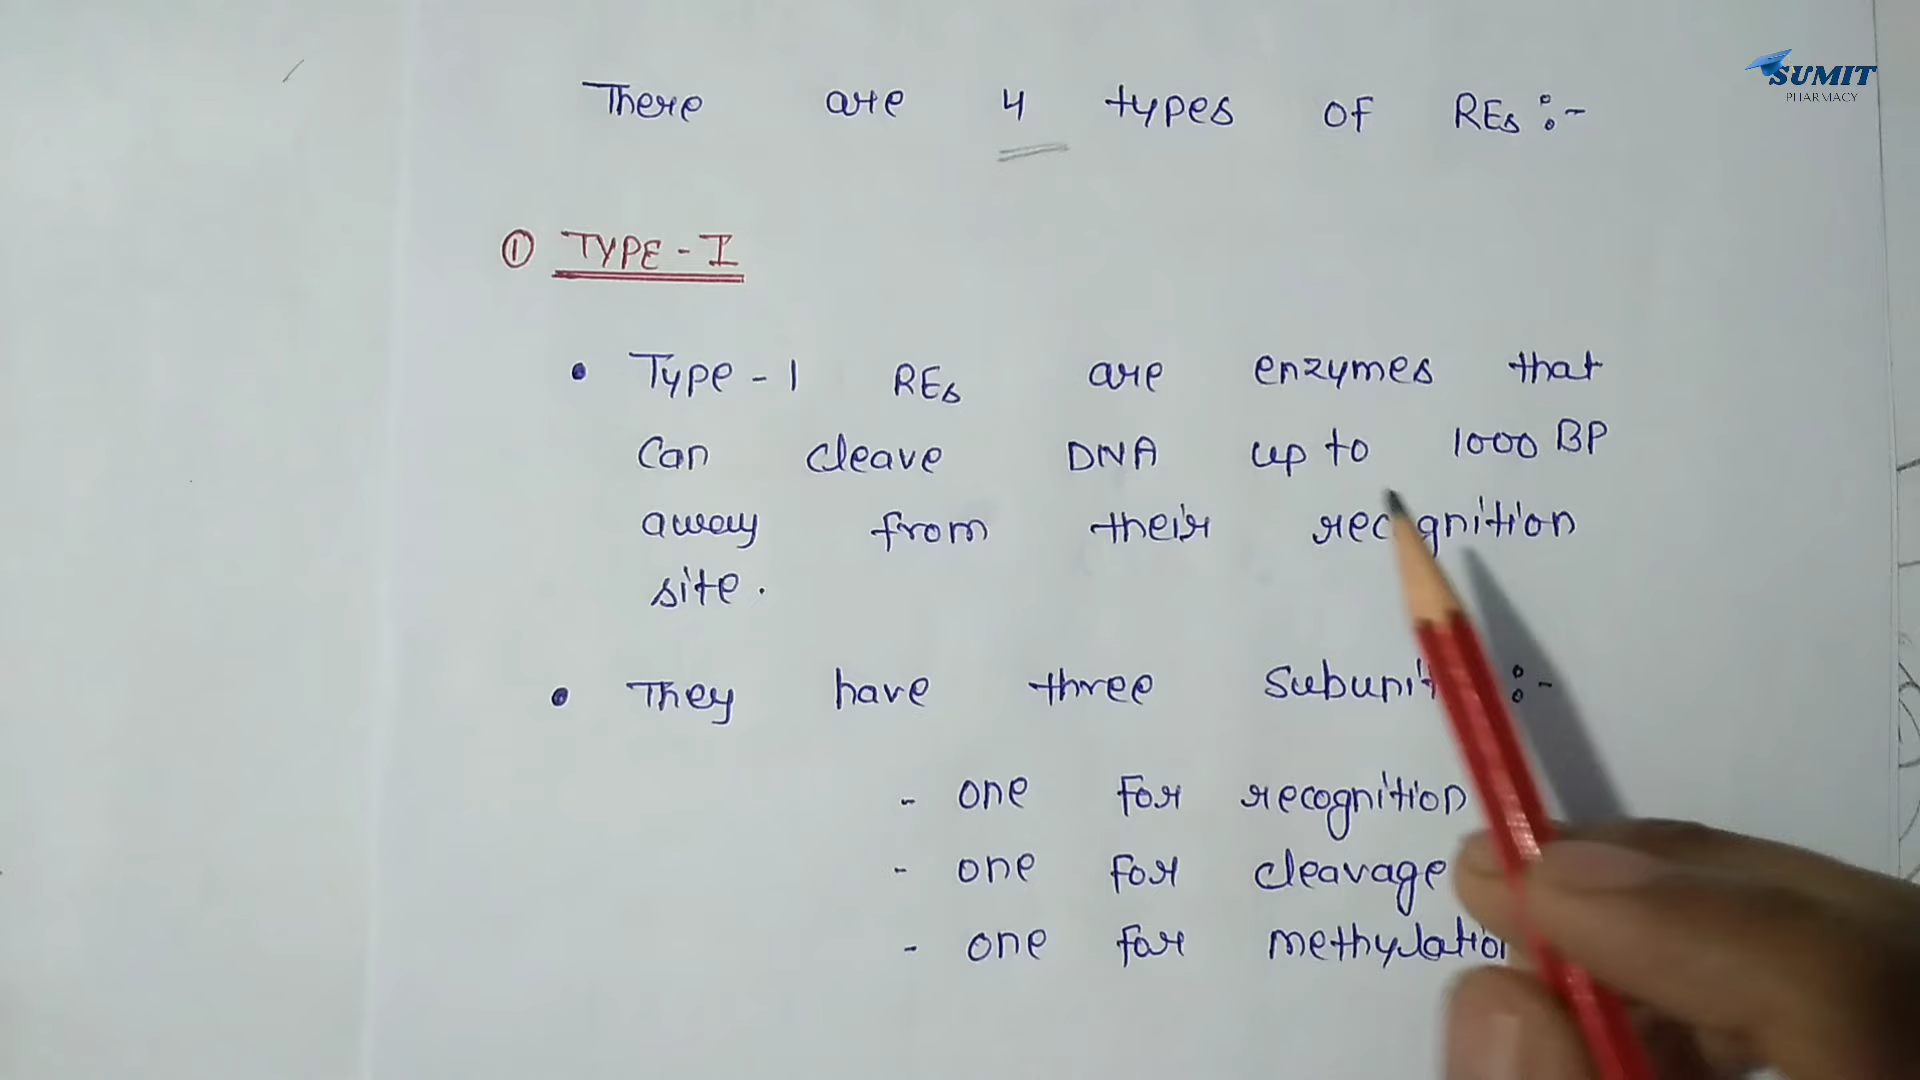 SUMIT
PHARMACY
There are 4 types of REs :-
① TYPE - I
• Type - 1 REs are enzymes that
Can cleave DNA up to 1000 BP
away from their recognition
site.
• They have three Subunit :-
- one for recognition
- one for cleavage
- one for methylation